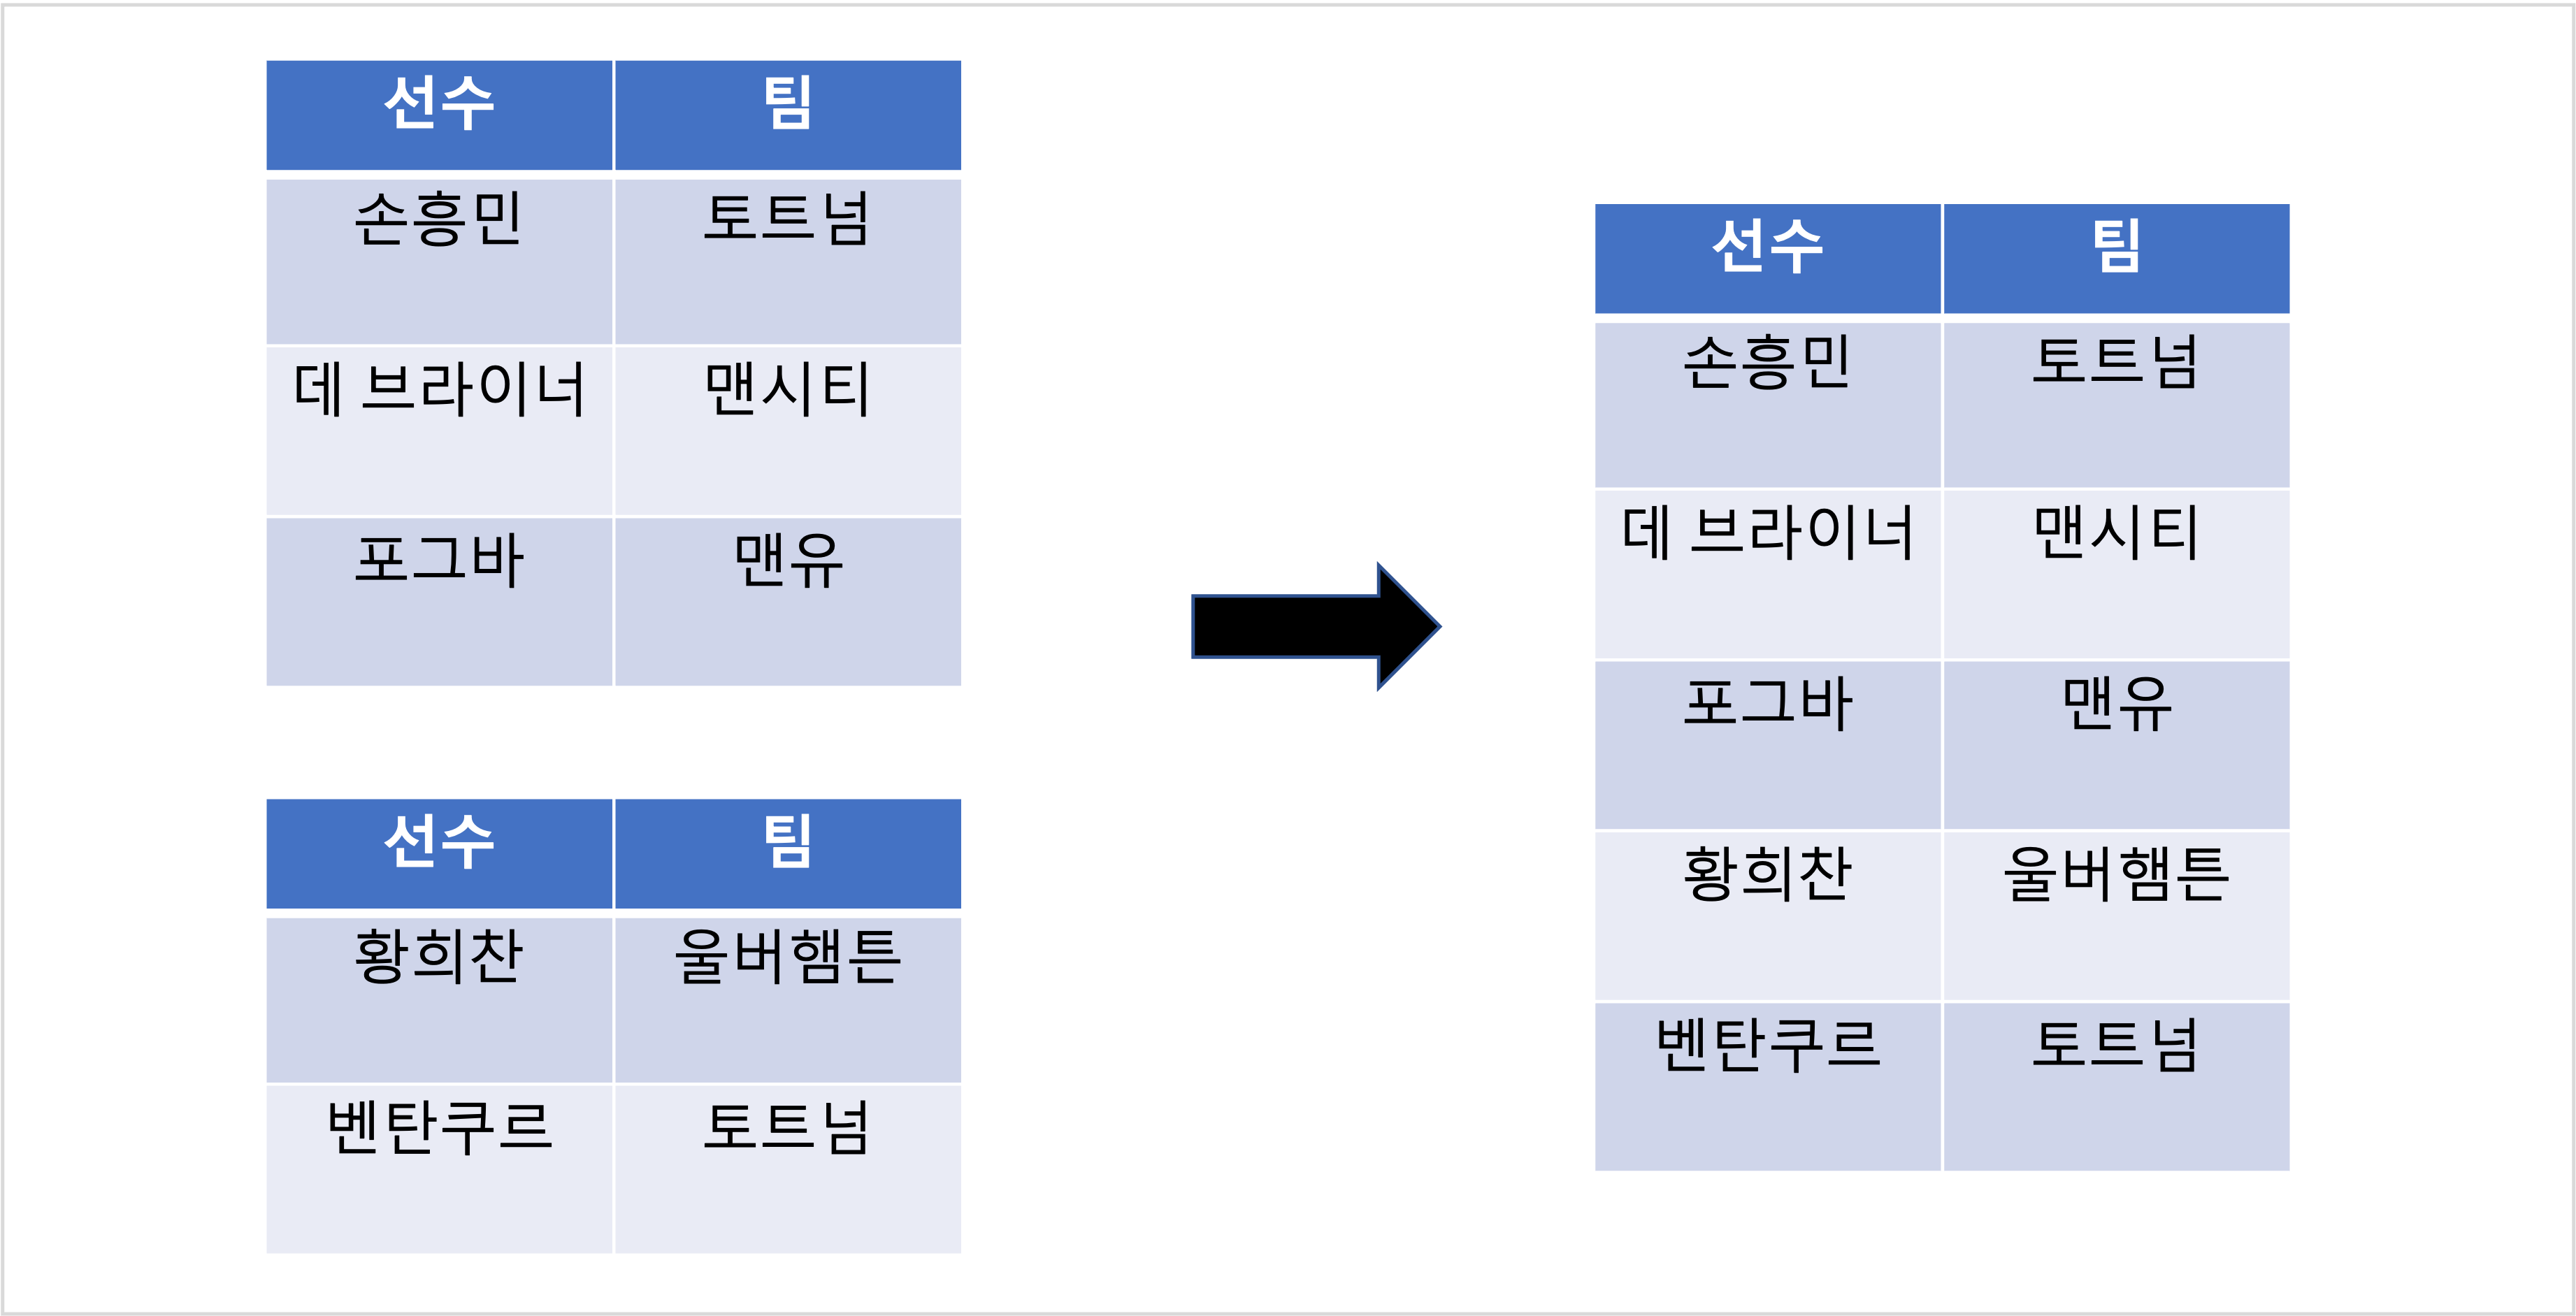 선수 팀
손흥민 토트넘
데 브라이너 맨시티
포그바 맨유
선수 팀
황희찬 울버햄튼
벤탄쿠르 토트넘
선수 팀
손흥민 토트넘
데 브라이너 맨시티
포그바 맨유
황희찬 울버햄튼
벤탄쿠르 토트넘